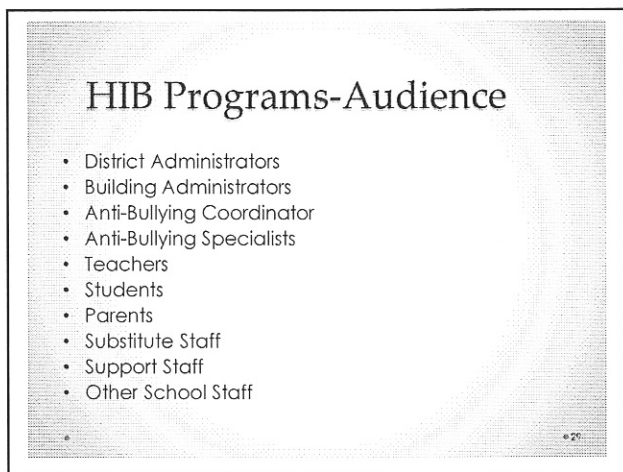 HIB Programs-Audience
• District Administrators
• Building Administrators
• Anti-Bullying Coordinator
• Anti-Bullying Specialists
• Teachers
• Students
• Parents
• Substitute Staff
• Support Staff
• Other School Staff